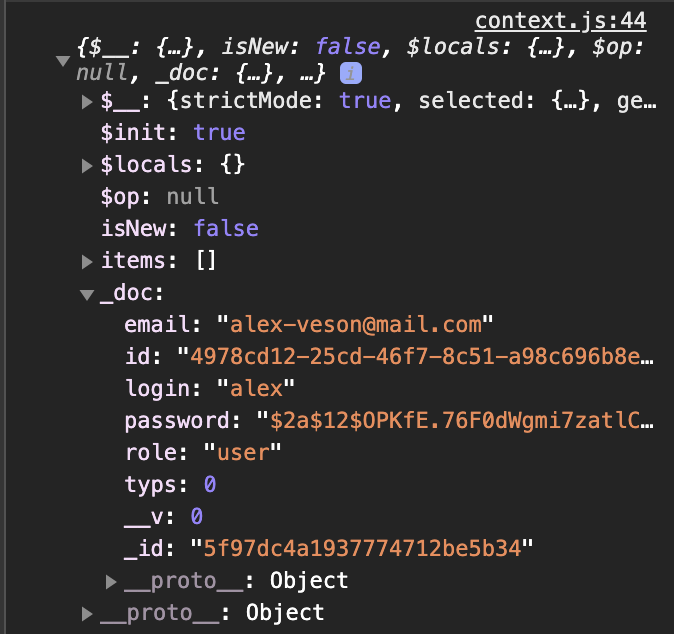 context.js:44
{$__: {…}, isNew: false, $locals: {…}, $op:
null, _doc: {…}, …} i
$__: {strictMode: true, selected: {…}, ge…
$init: true
$locals: {}
$op: null
isNew: false
items: []
_doc:
email: "alex-veson@mail.com"
id: "4978cd12-25cd-46f7-8c51-a98c696b8e…
login: "alex"
password: "$2a$12$OPKfE.76F0dWgmi7zatlC…
role: "user"
typs: 0
__v: 0
_id: "5f97dc4a1937774712be5b34"
__proto__: Object
__proto__: Object